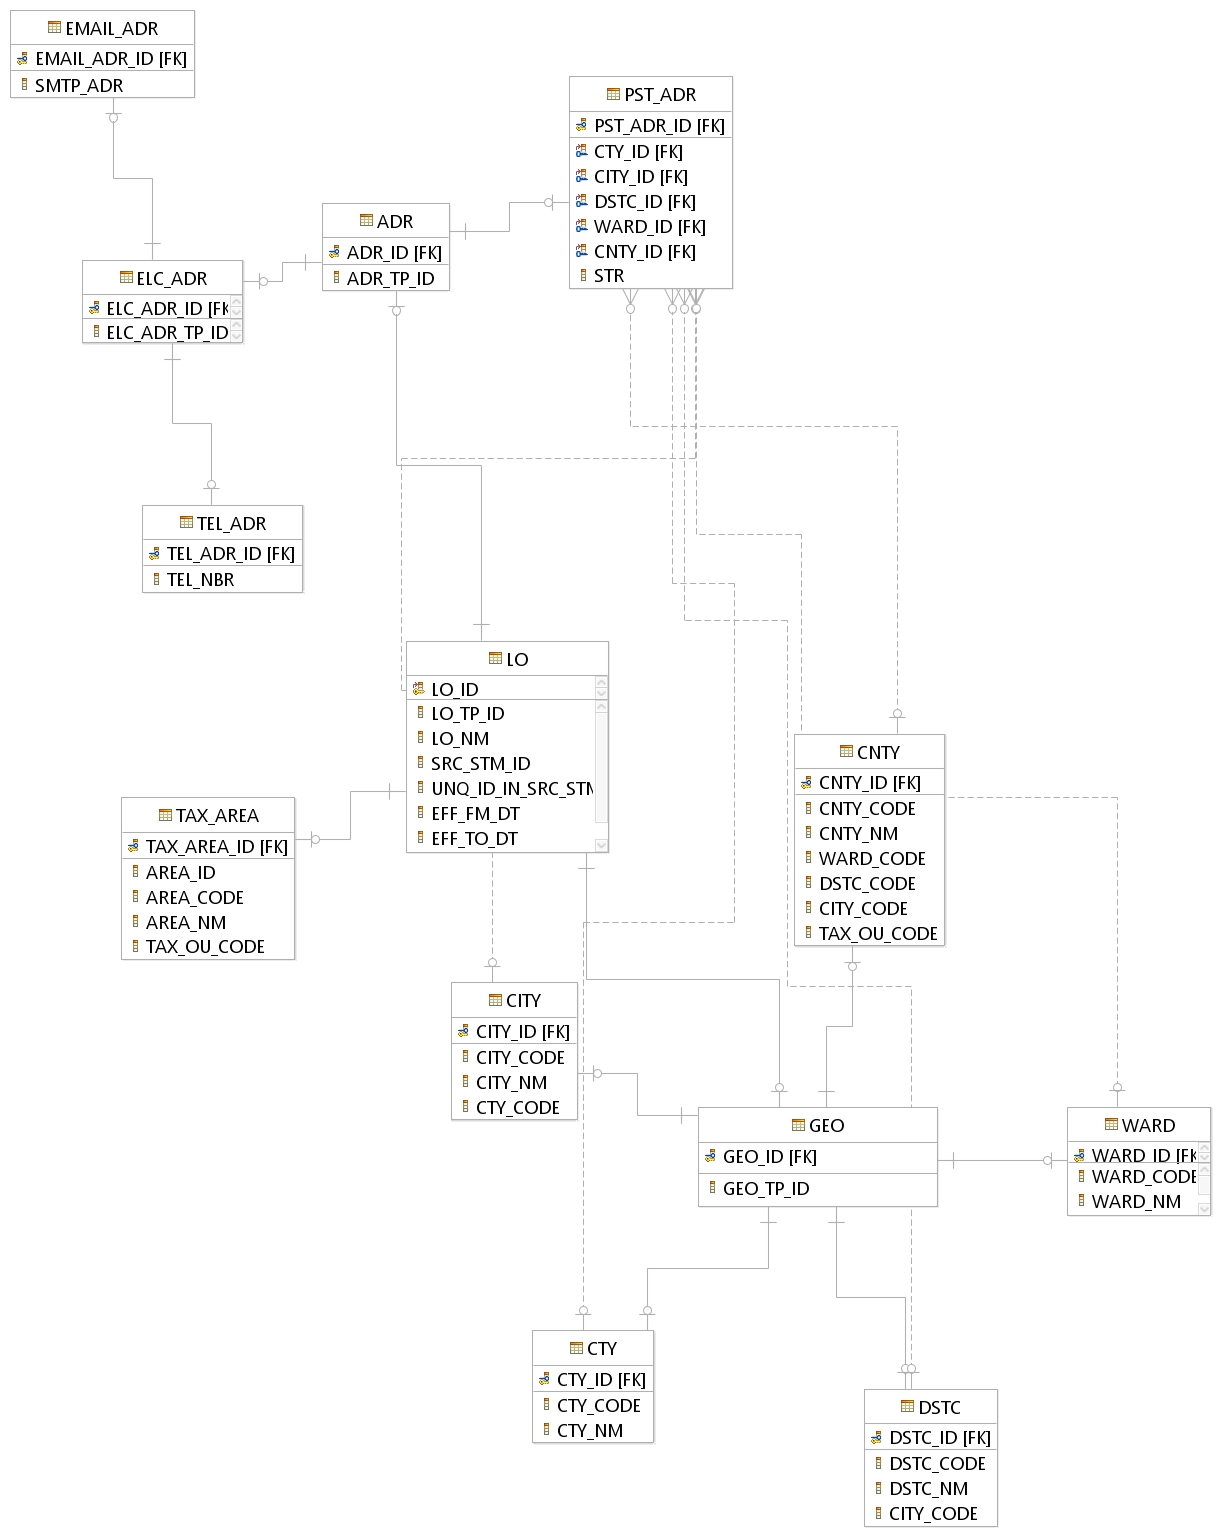 EMAIL_ADR
EMAIL_ADR_ID [FK]
SMTP_ADR
PST_ADR
PST_ADR_ID [FK]
CTY_ID [FK]
CITY_ID [FK]
DSTC_ID [FK]
WARD_ID [FK]
CNTY_ID [FK]
STR
ADR
ADR_ID [FK]
ADR_TP_ID
ELC_ADR
ELC_ADR_ID [FK
ELC_ADR_TP_ID
TEL_ADR
TEL_ADR_ID [FK]
TEL_NBR
LO
LO_ID
LO_TP_ID
LO_NM
SRC_STM_ID
UNQ_ID_IN_SRC_STM
EFF_FM_DT
EFF_TO_DT
CNTY
CNTY_ID [FK]
CNTY_CODE
CNTY_NM
WARD_CODE
DSTC_CODE
CITY_CODE
TAX_OU_CODE
TAX_AREA
TAX_AREA_ID [FK]
AREA_ID
AREA_CODE
AREA_NM
TAX_OU_CODE
CITY
CITY_ID [FK]
CITY_CODE
CITY_NM
CTY_CODE
GEO
GEO_ID [FK]
GEO_TP_ID
WARD
WARD_ID [FK
WARD_CODE
WARD_NM
CTY
CTY_ID [FK]
CTY_CODE
CTY_NM
DSTC
DSTC_ID [FK]
DSTC_CODE
DSTC_NM
CITY_CODE